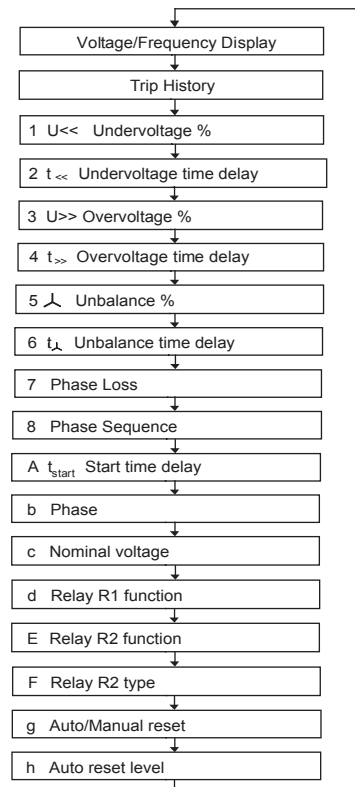 Voltage/Frequency Display
Trip History
1 U<< Undervoltage %
2 t<< Undervoltage time delay
3 U>> Overvoltage %
4 t>> Overvoltage time delay
5 ⅄ Unbalance %
6 t⅄ Unbalance time delay
7 Phase Loss
8 Phase Sequence
A tstart Start time delay
b Phase
c Nominal voltage
d Relay R1 function
E Relay R2 function
F Relay R2 type
g Auto/Manual reset
h Auto reset level